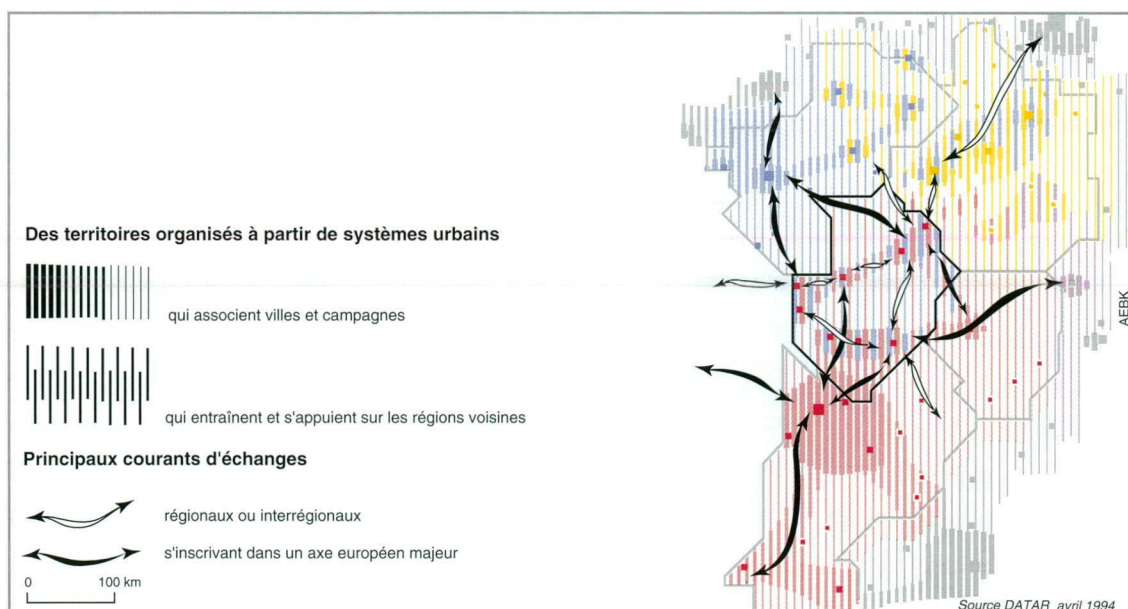 Des territoires organisés à partir de systèmes urbains
qui associent villes et campagnes
qui entraînent et s'appuient sur les régions voisines
Principaux courants d'échanges
régionaux ou interrégionaux
s'inscrivant dans un axe européen majeur
0 100 km
AEBK
Source DATAR avril 1994